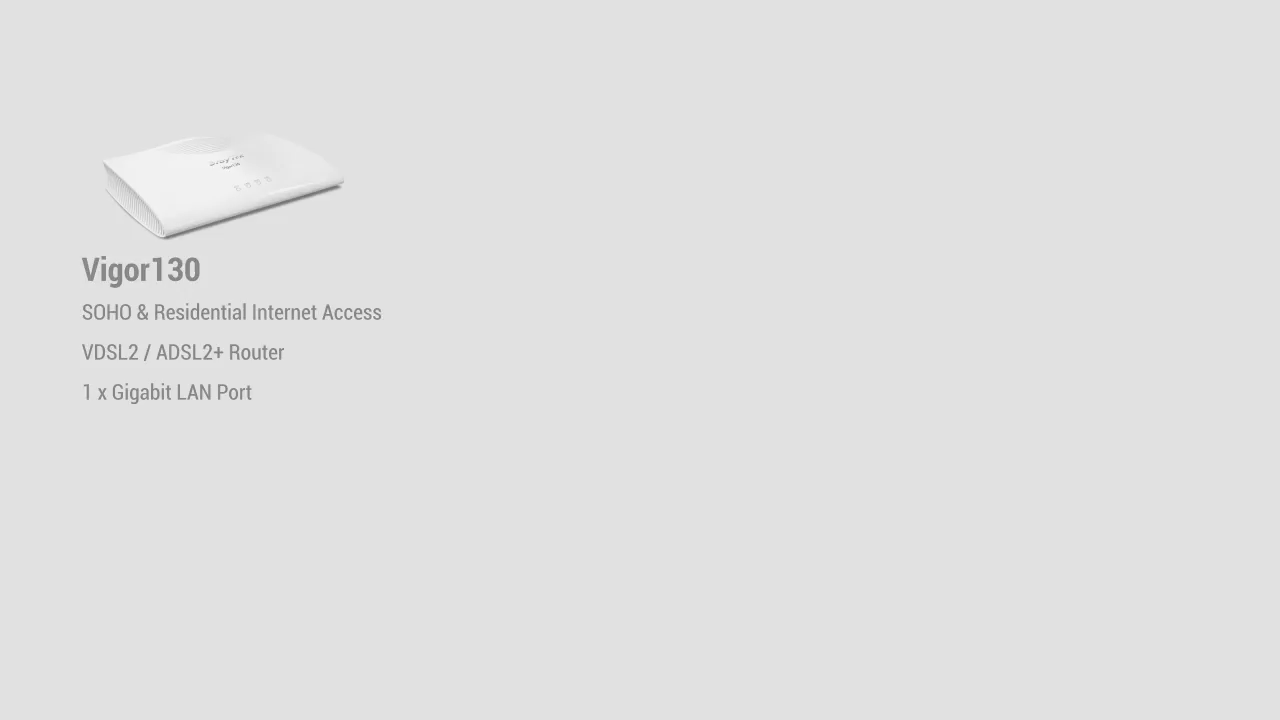 Vigor130
SOHO & Residential Internet Access
VDSL2 / ADSL2+ Router
1 x Gigabit LAN Port